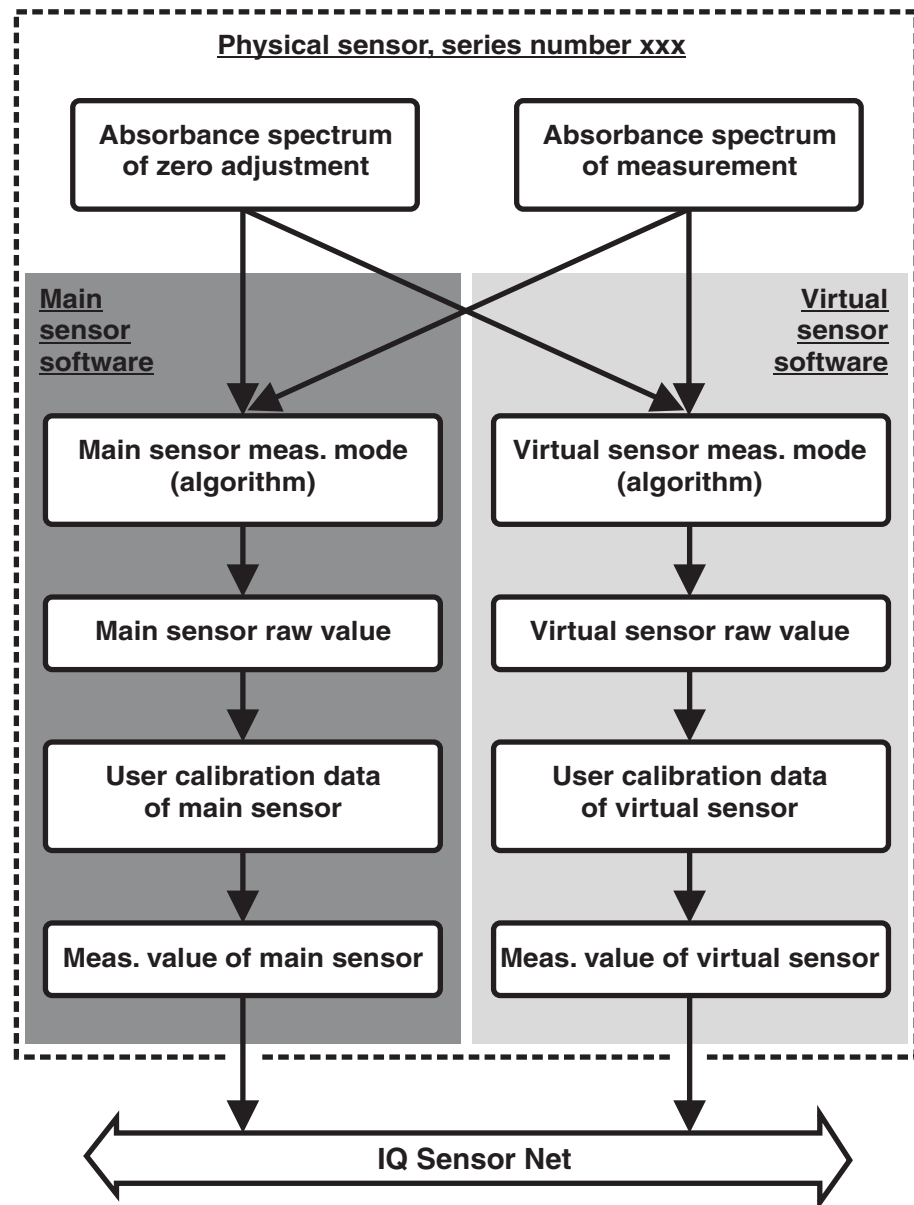 Physical sensor, series number xxx
Absorbance spectrum
of zero adjustment
Absorbance spectrum
of measurement
Main
sensor
software
Virtual
sensor
software
Main sensor meas. mode
(algorithm)
Virtual sensor meas. mode
(algorithm)
Main sensor raw value
Virtual sensor raw value
User calibration data
of main sensor
User calibration data
of virtual sensor
Meas. value of main sensor
Meas. value of virtual sensor
IQ Sensor Net